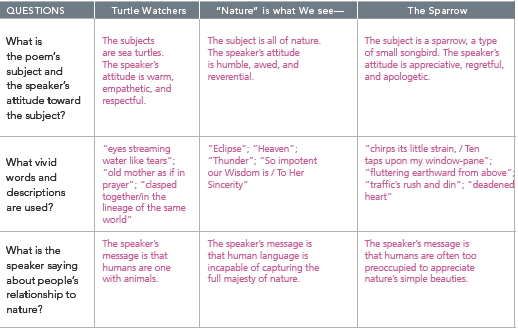 QUESTIONS
Turtle Watchers
“Nature” is what We see—
The Sparrow
What is
the poem’s
subject and
the speaker’s
attitude toward
the subject?
The subjects
are sea turtles.
The speaker’s
attitude is warm,
empathetic, and
respectful.
The subject is all of nature.
The speaker’s attitude
is humble, awed, and
reverential.
The subject is a sparrow, a type
of small songbird. The speaker’s
attitude is appreciative, regretful,
and apologetic.
What vivid
words and
descriptions
are used?
“eyes streaming
water like tears”;
“old mother as if in
prayer”; “clasped
together/in the
lineage of the same
world”
“Eclipse”; “Heaven”;
“Thunder”; “So impotent
our Wisdom is / To Her
Sincerity”
“chirps its little strain, / Ten
taps upon my window-pane”;
“fluttering earthward from above”;
“traffic’s rush and din”; “deadened
heart”
What is the
speaker saying
about people’s
relationship to
nature?
The speaker’s
message is that
humans are one
with animals.
The speaker’s message is
that human language is
incapable of capturing the
full majesty of nature.
The speaker’s message is
that humans are often too
preoccupied to appreciate
nature’s simple beauties.